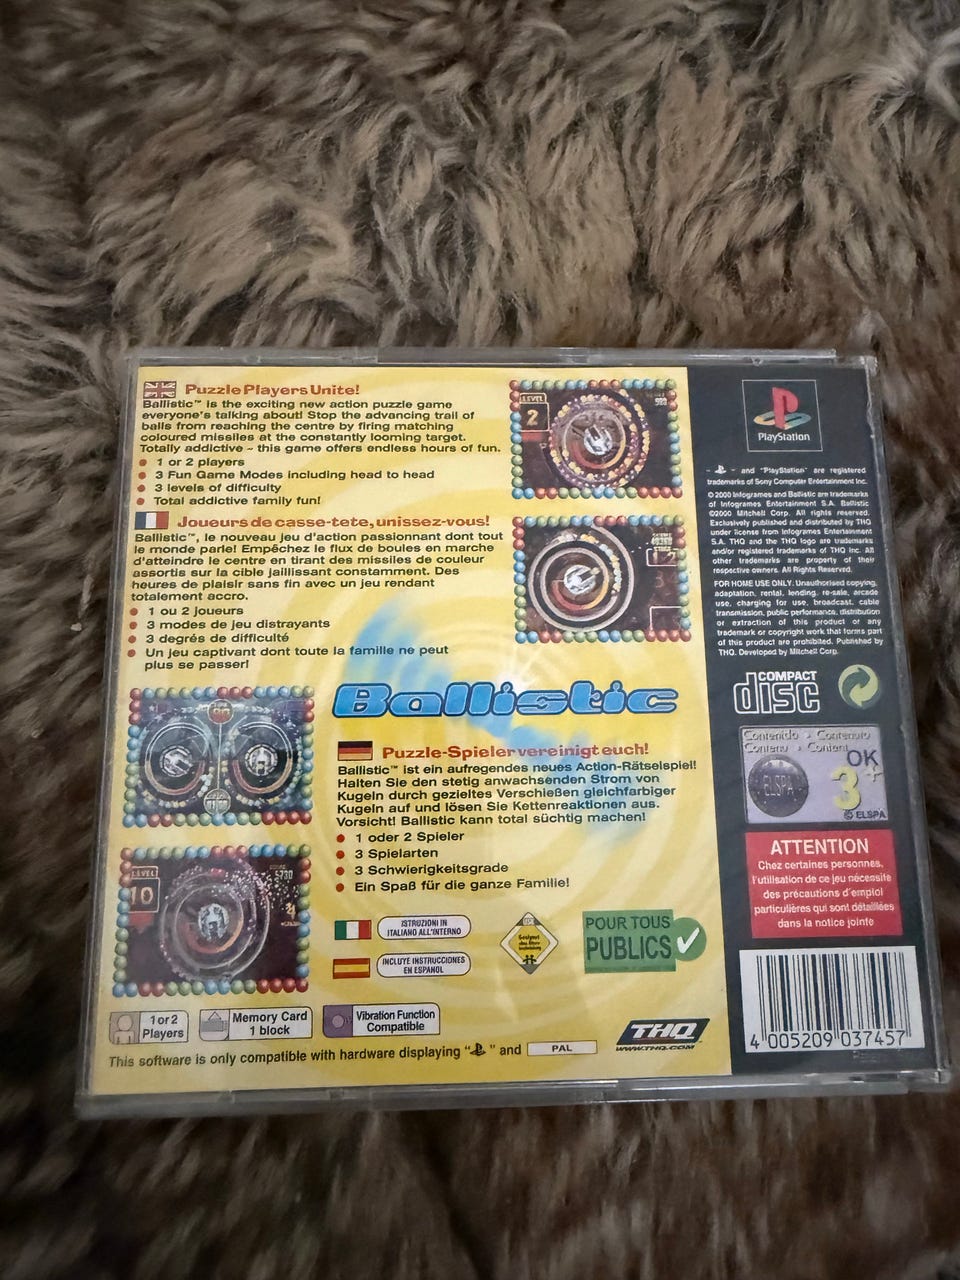 Puzzle Players Unite!
Ballistic™ is the exciting new action puzzle game
everyone's talking about! Stop the advancing trail of
balls from reaching the centre by firing matching
coloured missiles at the constantly looming target.
Totally addictive - this game offers endless hours of fun.
1 or 2 players
3 Fun Game Modes including head to head
3 levels of difficulty
Total addictive family fun!
Joueurs de casse-tete, unissez-vous!
Ballistic™, le nouveau jeu d'action passionnant dont tout
le monde parle! Empêchez le flux de boules en marche
d'atteindre le centre en tirant des missiles de couleur
assortis sur la cible jaillissant constamment. Des
heures de plaisir sans fin avec un jeu rendant
totalement accro.
1 ou 2 joueurs
3 modes de jeu distrayants
3 degrés de difficulté
Un jeu captivant dont toute la famille ne peut
plus se passer!
LEVEL
2
Ballistic
Puzzle-Spieler vereinigt euch!
Ballistic™ ist ein aufregendes neues Action-Rätselspiel!
Halten Sie den stetig anwachsenden Strom von
Kugeln durch gezieltes Verschießen gleichfarbiger
Kugeln auf und lösen Sie Kettenreaktionen aus.
Vorsicht! Ballistic kann total süchtig machen!
1 oder 2 Spieler
3 Spielarten
3 Schwierigkeitsgrade
Ein Spaß für die ganze Familie!
LEVEL
10
ISTRUZIONI IN
ITALIANO ALL'INTERNO
INCLUYE INSTRUCCIONES
EN ESPAÑOL
POUR TOUS
PUBLICS
1 or 2
Players
Memory Card
1 block
Vibration Function
Compatible
THQ
WWW.THQ.COM
This software is only compatible with hardware displaying " " and PAL
PlayStation
" " and "PlayStation" are registered
trademarks of Sony Computer Entertainment Inc.
©2000 Infogrames and Ballistic are trademarks
of Infogrames Entertainment S.A. Ballistic
©2000 Mitchell Corp. All rights reserved.
Exclusively published and distributed by THQ
under license from Infogrames Entertainment
S.A. THQ and the THQ logo are trademarks
and/or registered trademarks of THQ Inc. All
other trademarks are property of their
respective owners. All Rights Reserved.
FOR HOME USE ONLY: Unauthorised copying,
adaptation, rental, lending, re-sale, arcade
use, charging for use, broadcast, cable
transmission, public performance, distribution
or extraction of this product or any
trademark or copyright work that forms part
of this product are prohibited. Published by
THQ. Developed by Mitchell Corp.
COMPACT
disc
Contenido • Contenuto
Contenu • Content
ELSPA
OK
3+
© ELSPA
ATTENTION
Chez certaines personnes,
l'utilisation de ce jeu nécessite
des précautions d'emploi
particulières qui sont détaillées
dans la notice jointe
4 005209 037457